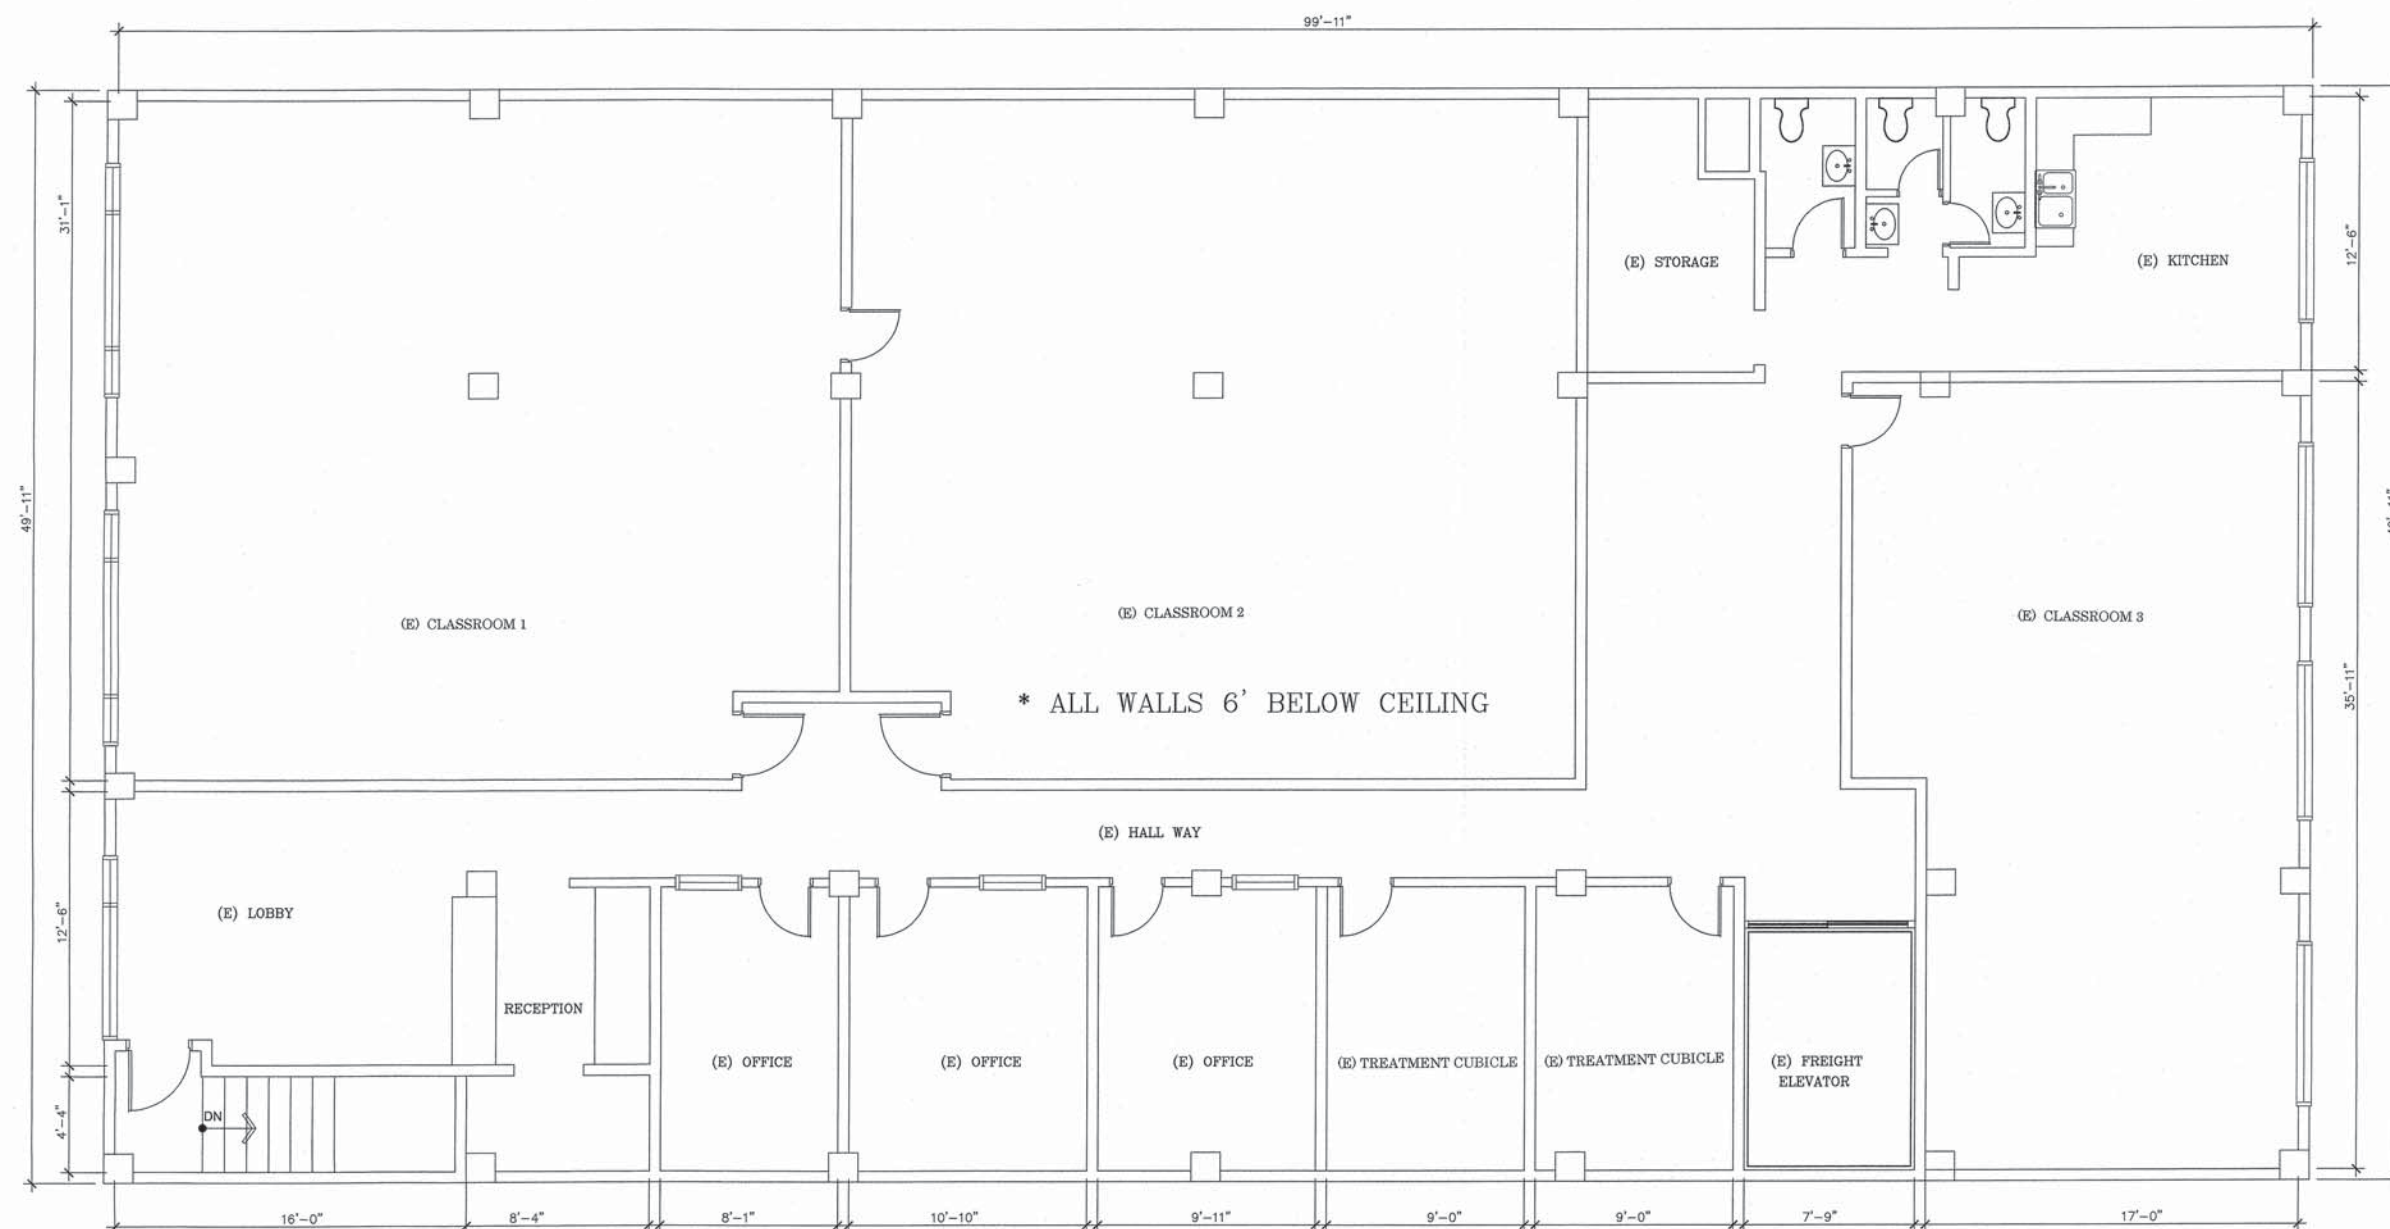 99'-11"
31'-1"
49'-11"
12'-6"
(E) STORAGE
(E) KITCHEN
(E) CLASSROOM 1
(E) CLASSROOM 2
(E) CLASSROOM 3
* ALL WALLS 6' BELOW CEILING
35'-11"
(E) HALL WAY
12'-6"
(E) LOBBY
RECEPTION
(E) OFFICE
(E) OFFICE
(E) OFFICE
(E) TREATMENT CUBICLE
(E) TREATMENT CUBICLE
(E) FREIGHT
ELEVATOR
4'-4"
DN
16'-0"
8'-4"
8'-1"
10'-10"
9'-11"
9'-0"
9'-0"
7'-9"
17'-0"